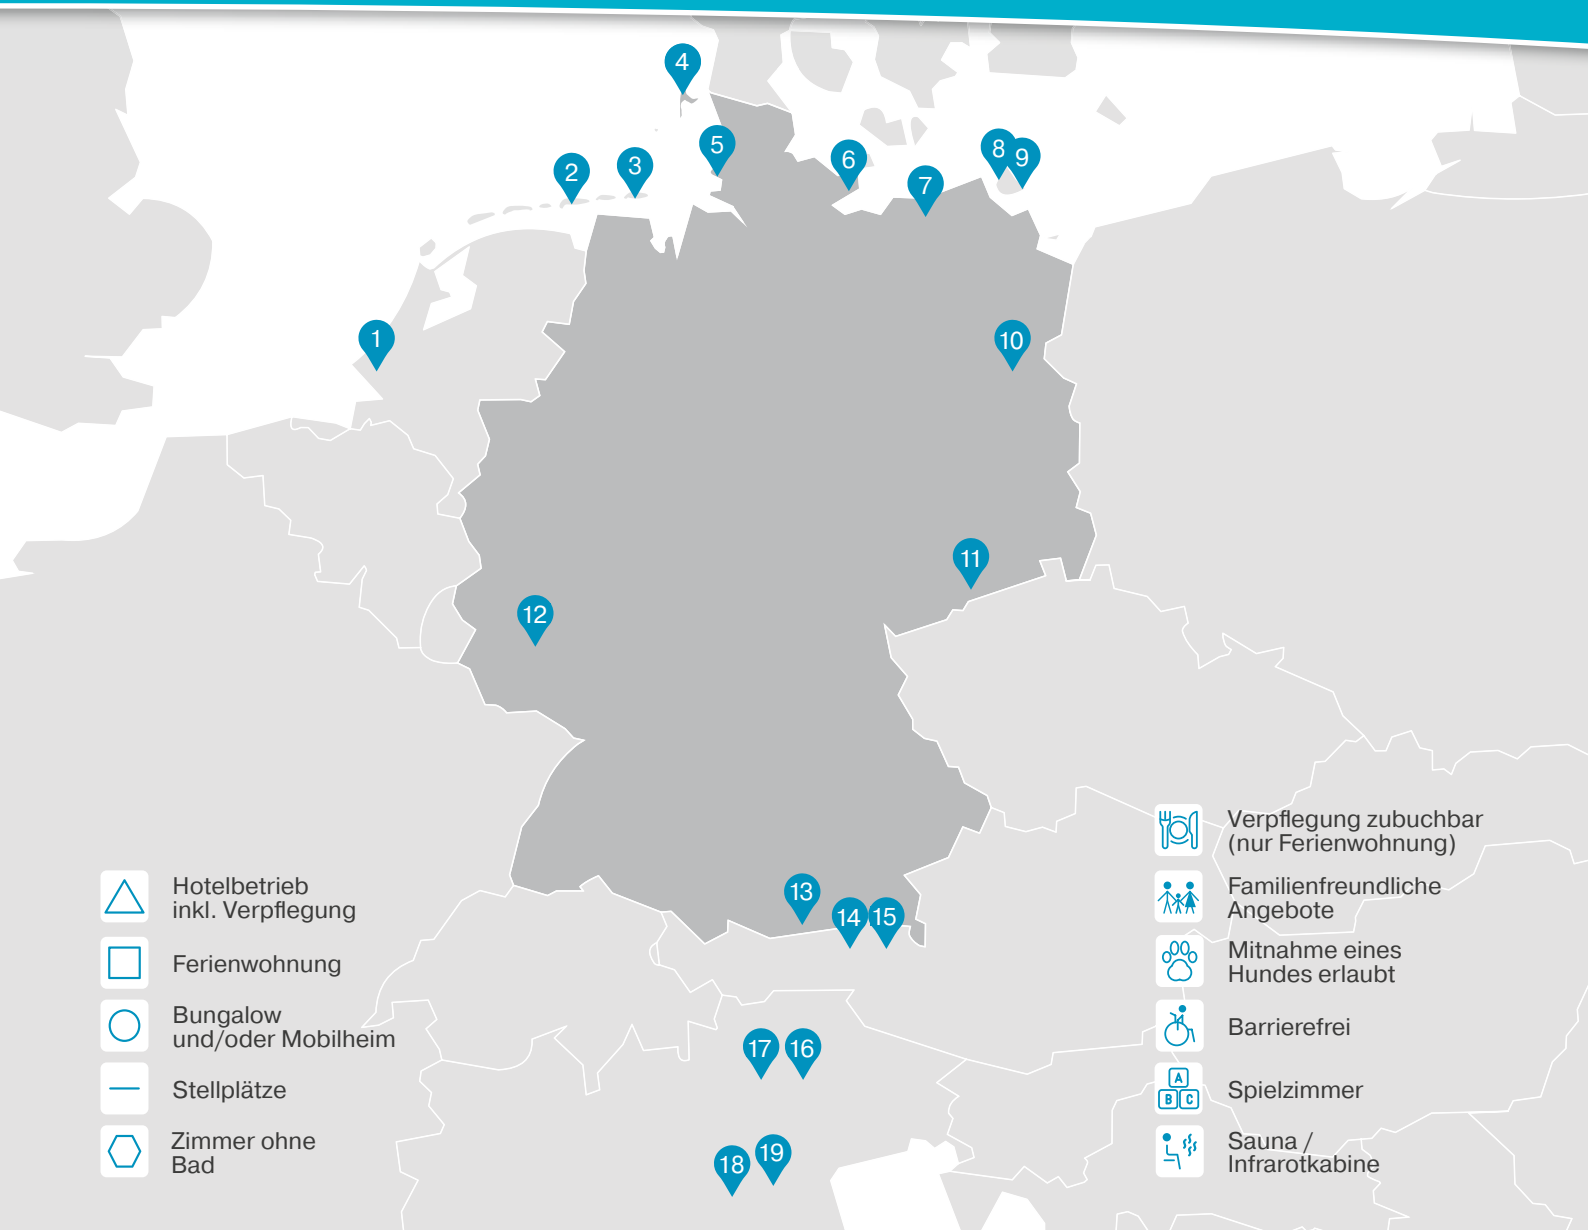 4
5
3
2
6
8
9
7
1
10
11
12
13
14
15
17
16
18
19
Hotelbetrieb
inkl. Verpflegung
Ferienwohnung
Bungalow
und/oder Mobilheim
Stellplätze
Zimmer ohne
Bad
Verpflegung zubuchbar
(nur Ferienwohnung)
Familienfreundliche
Angebote
Mitnahme eines
Hundes erlaubt
Barrierefrei
A
B C
Spielzimmer
Sauna /
Infrarotkabine